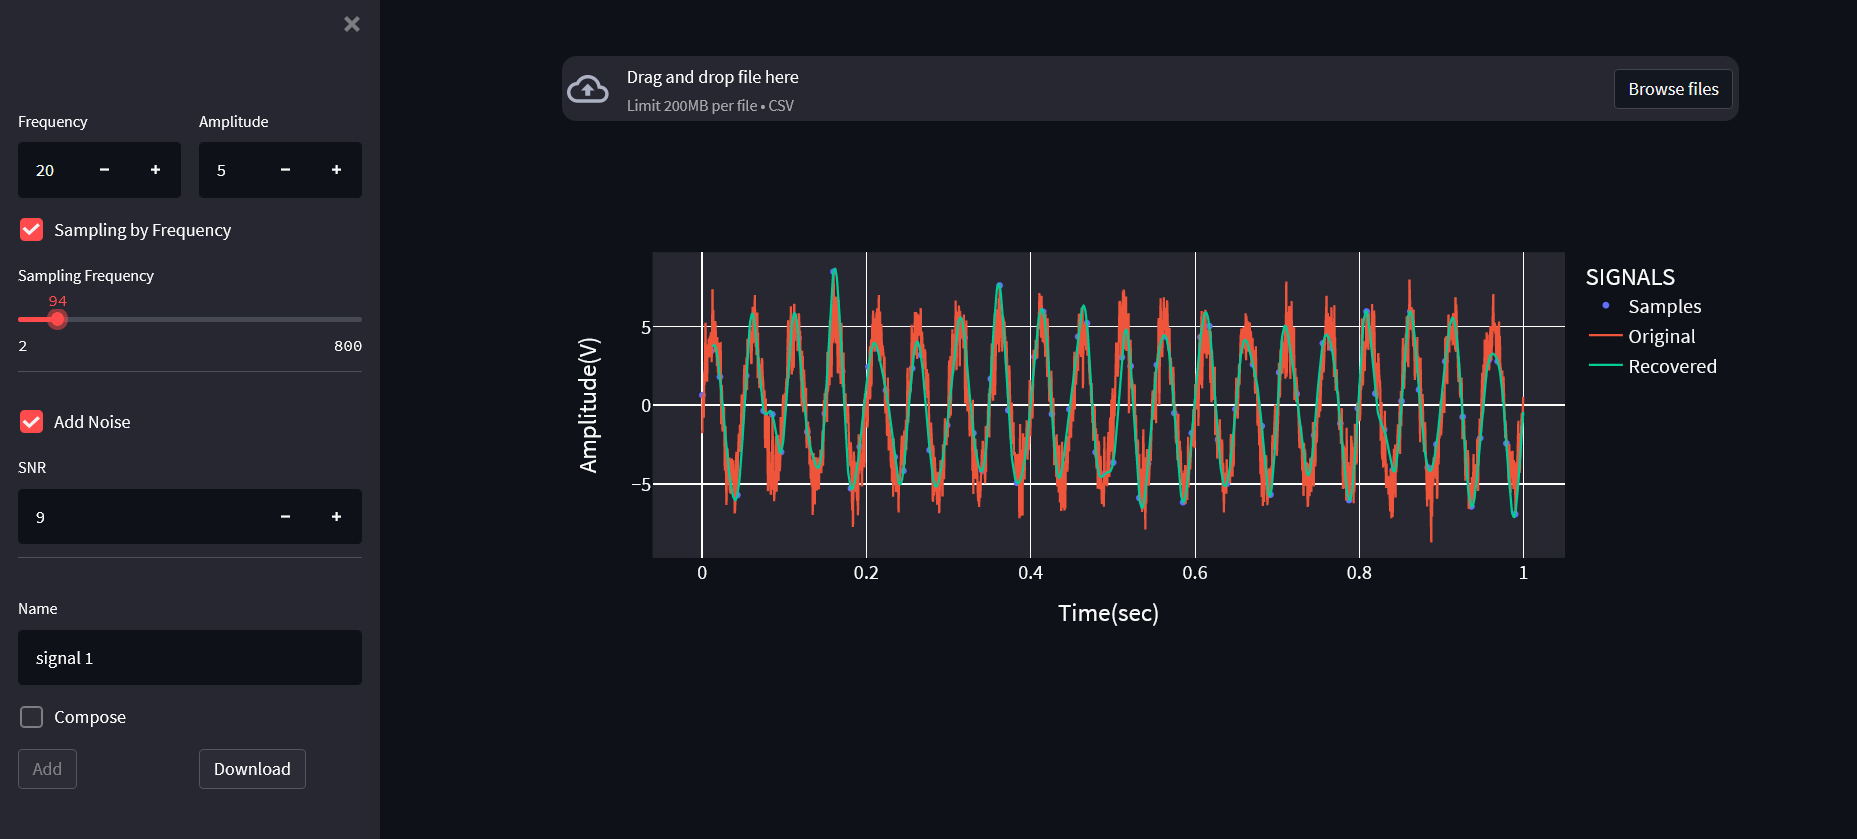 Frequency
Amplitude
20
5
Sampling by Frequency
Sampling Frequency
94
2
800
Add Noise
SNR
9
Name
signal 1
Compose
Add
Download
Drag and drop file here
Limit 200MB per file • CSV
Browse files
Amplitude(V)
5
0
−5
0
0.2
0.4
0.6
0.8
1
Time(sec)
SIGNALS
Samples
Original
Recovered